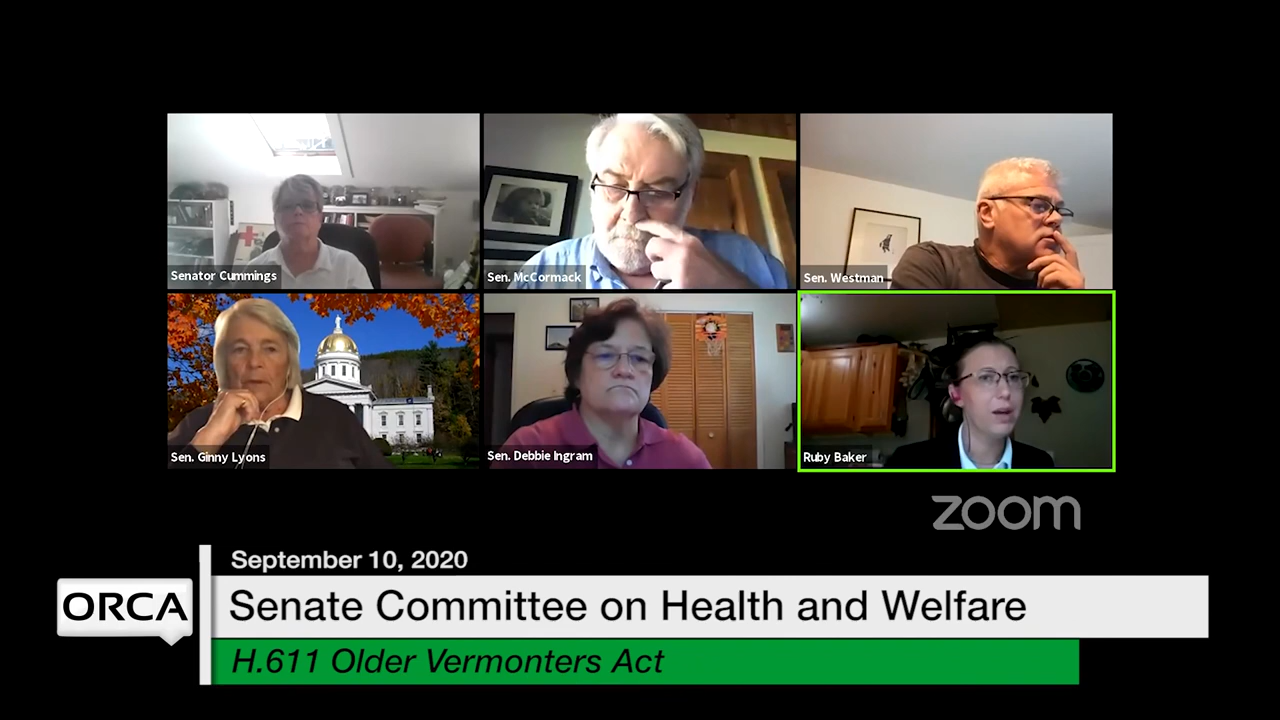 Senator Cummings
Sen. McCormack
Sen. Westman
Sen. Ginny Lyons
Sen. Debbie Ingram
Ruby Baker
zoom
September 10, 2020
ORCA
Senate Committee on Health and Welfare
H.611 Older Vermonters Act